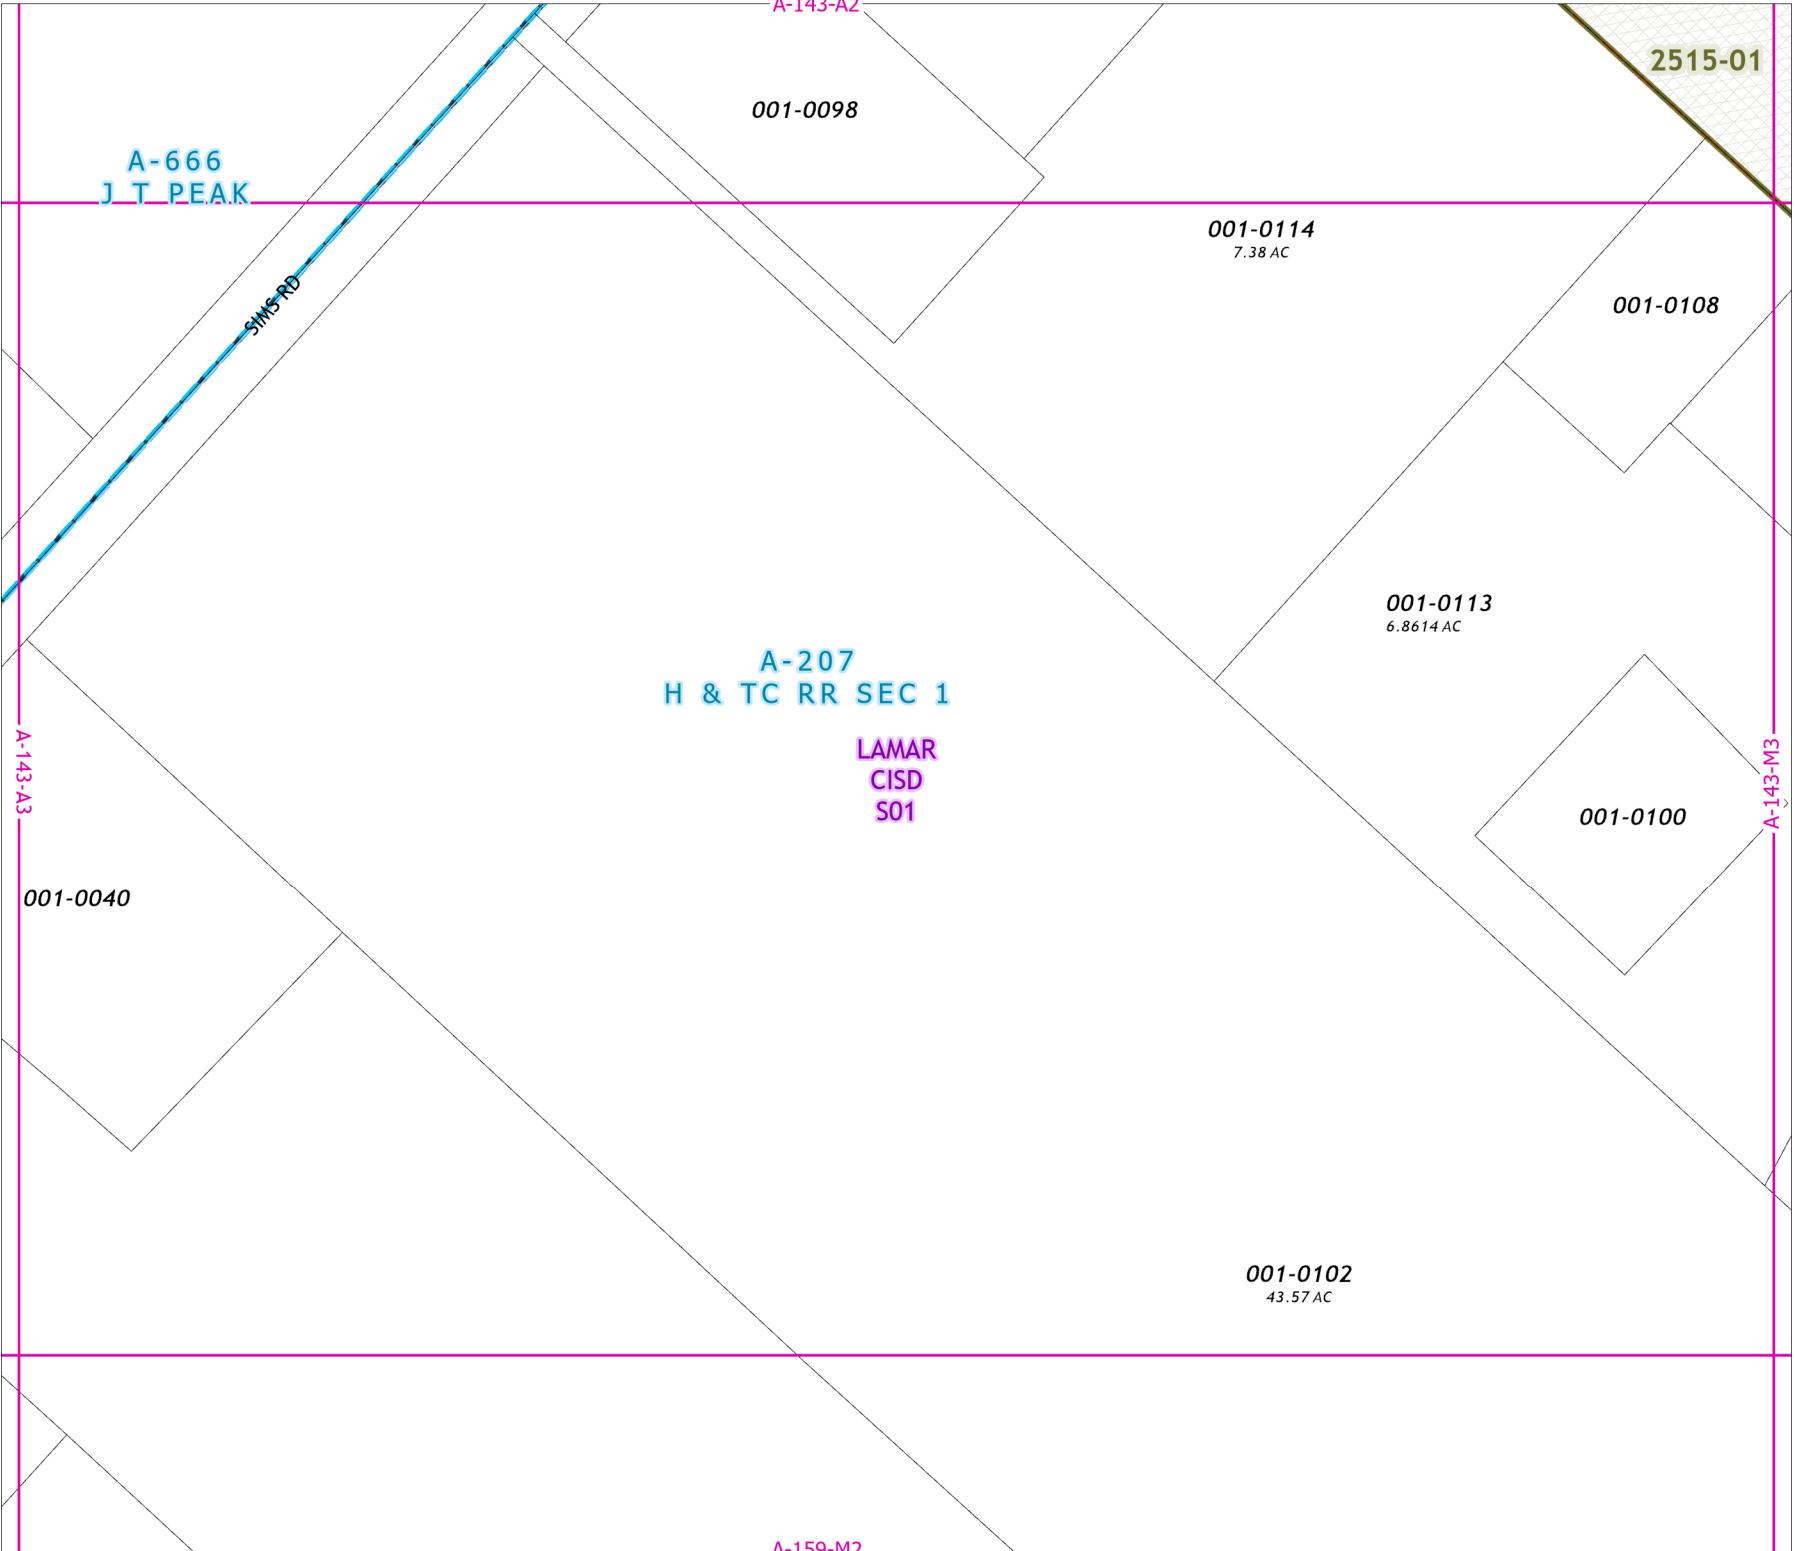 A-143-A2
2515-01
001-0098
A-666
J T PEAK
001-0114
7.38 AC
SIMS RD
001-0108
001-0113
6.8614 AC
A-207
H & TC RR SEC 1
LAMAR
CISD
S01
A-143-A3
A-143-M3
001-0100
001-0040
001-0102
43.57 AC
A-159-M2